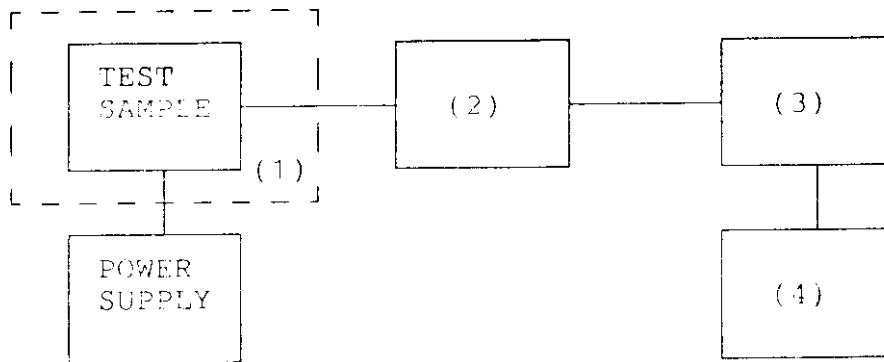 TEST
SAMPLE
(1)
(2)
(3)
POWER
SUPPLY
(4)